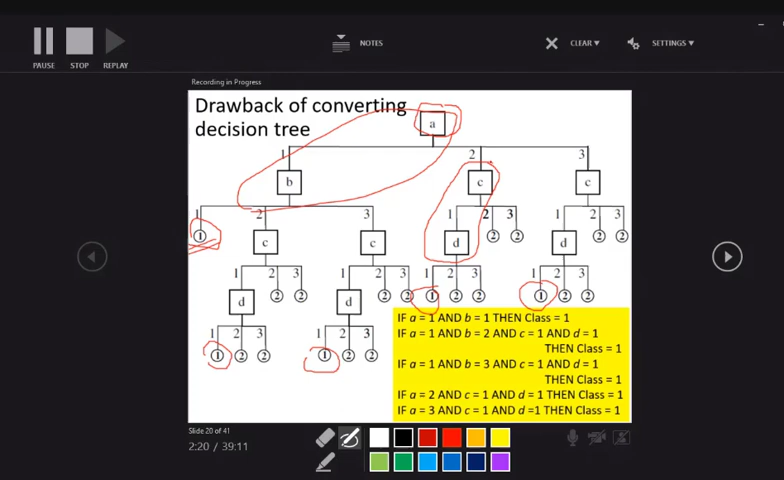 PAUSE STOP REPLAY
NOTES
CLEAR ▾
SETTINGS ▾
Recording in Progress
Drawback of converting
decision tree
a
1 2 3
b c c
1 2 3 1 2 3 1 2 3
① c c d ② ② d ② ②
1 2 3 1 2 3 1 2 3 1 2 3
d ② ② d ② ② ① ② ② ① ② ②
1 2 3 1 2 3
① ② ② ① ② ②
IF a = 1 AND b = 1 THEN Class = 1
IF a = 1 AND b = 2 AND c = 1 AND d = 1
THEN Class = 1
IF a = 1 AND b = 3 AND c = 1 AND d = 1
THEN Class = 1
IF a = 2 AND c = 1 AND d = 1 THEN Class = 1
IF a = 3 AND c = 1 AND d =1 THEN Class = 1
Slide 20 of 41
2:20 / 39:11